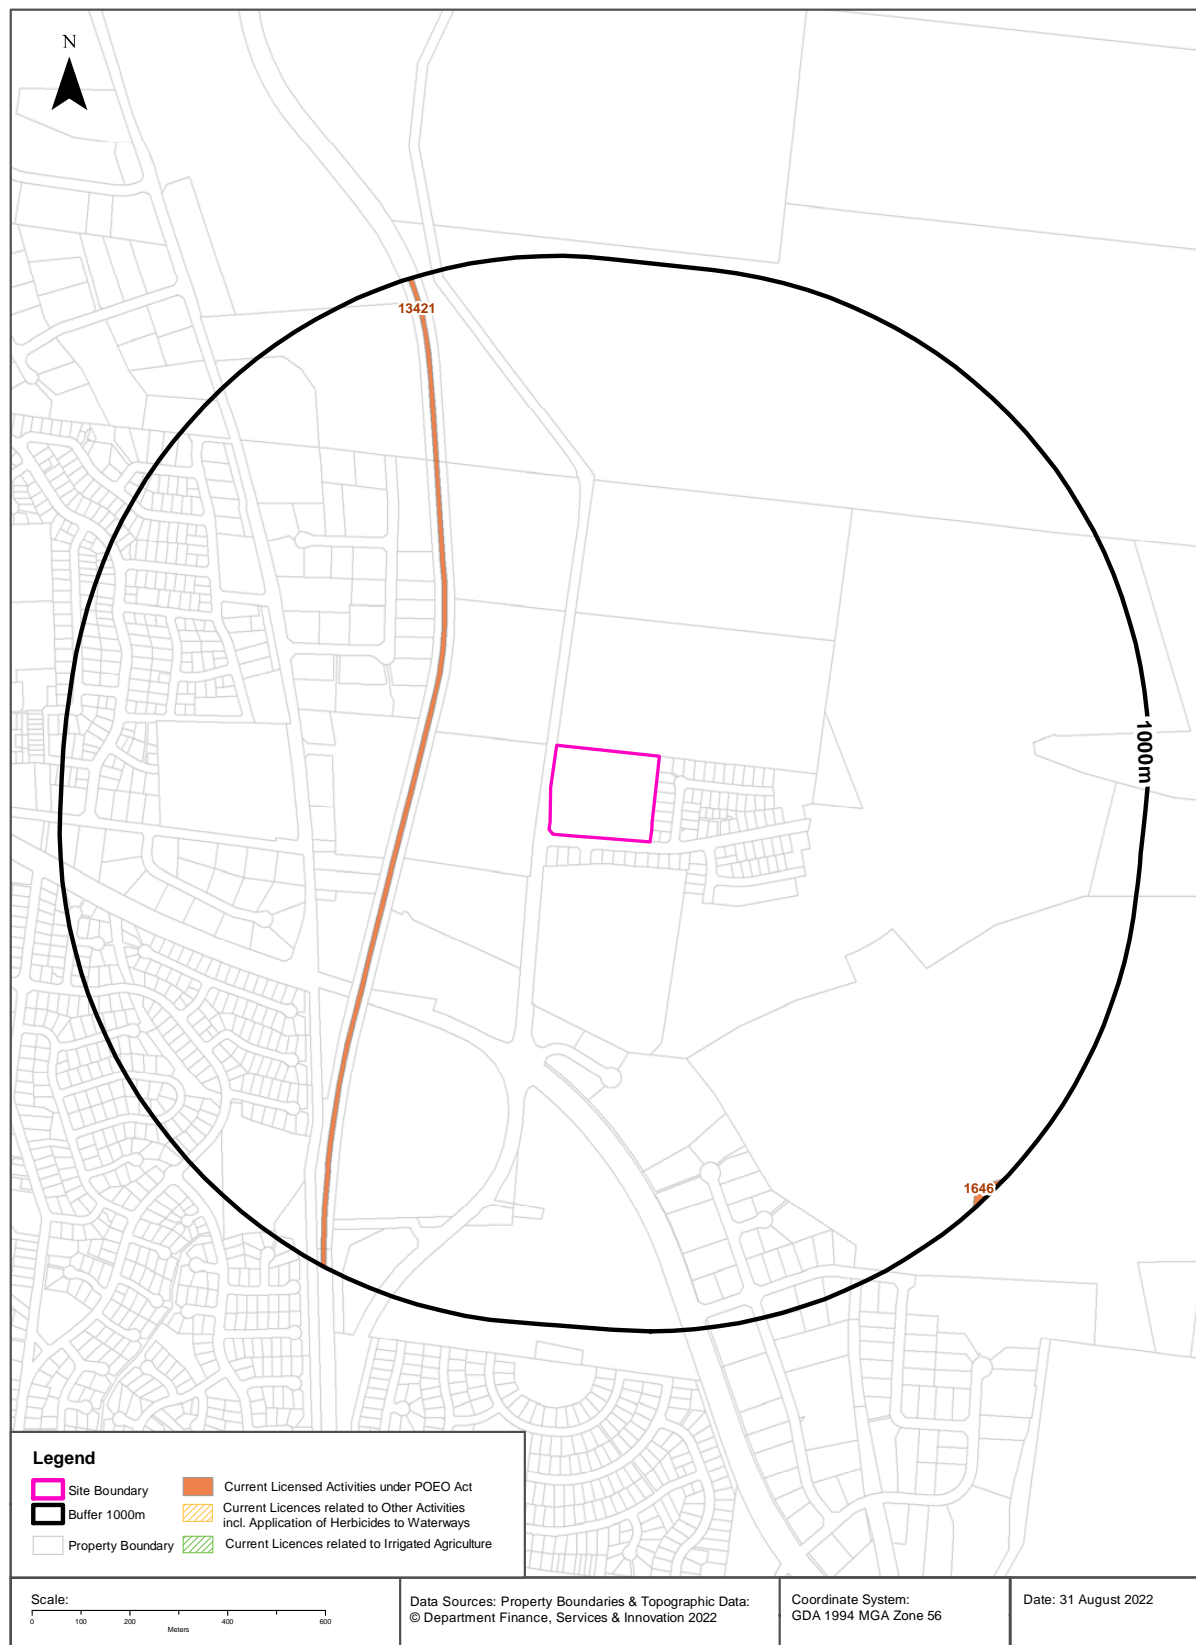 N
13421
1000m
1646
Legend
Site Boundary
Buffer 1000m
Property Boundary
Current Licensed Activities under POEO Act
Current Licences related to Other Activities
incl. Application of Herbicides to Waterways
Current Licences related to Irrigated Agriculture
Scale:
0 100 200 400 600
Meters
Data Sources: Property Boundaries & Topographic Data:
© Department Finance, Services & Innovation 2022
Coordinate System:
GDA 1994 MGA Zone 56
Date: 31 August 2022